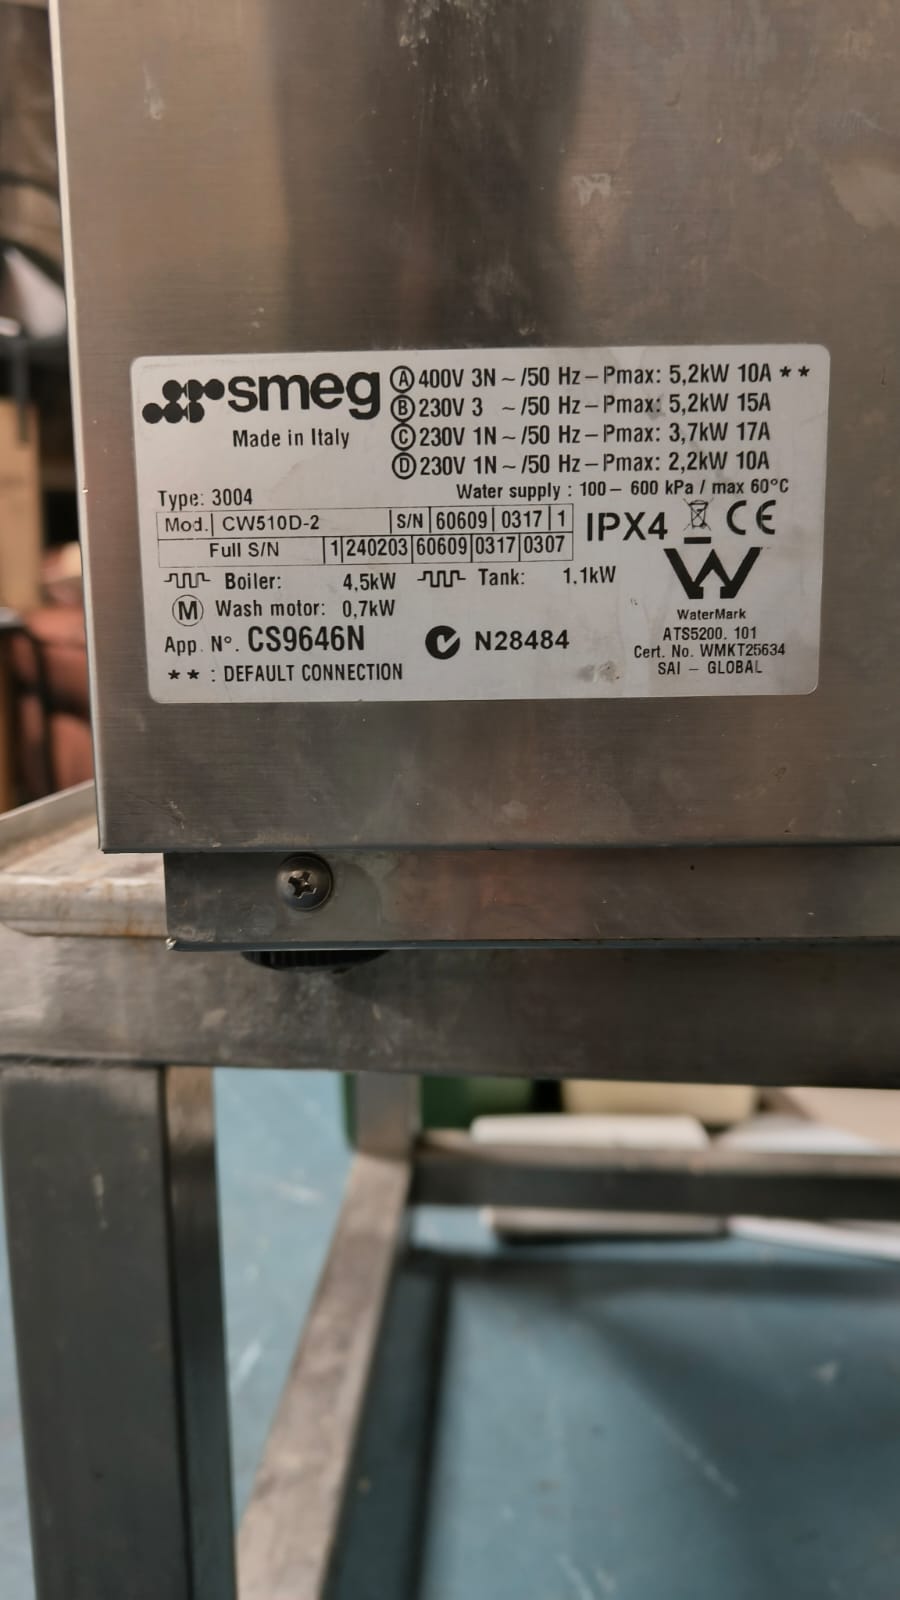 smeg
Made in Italy
Ⓐ 400V 3N ~ /50 Hz – Pmax: 5,2kW 10A * *
Ⓑ 230V 3 ~ /50 Hz – Pmax: 5,2kW 15A
Ⓒ 230V 1N ~ /50 Hz – Pmax: 3,7kW 17A
Ⓓ 230V 1N ~ /50 Hz – Pmax: 2,2kW 10A
Water supply : 100 – 600 kPa / max 60°C
Type: 3004
Mod. CW510D-2 S/N 60609 0317 1
Full S/N 1 240203 60609 0317 0307
IPX4 CE
Boiler: 4,5kW Tank: 1,1kW
Ⓜ Wash motor: 0,7kW
App. N°. CS9646N N28484
* * : DEFAULT CONNECTION
WaterMark
ATS5200. 101
Cert. No. WMKT25634
SAI – GLOBAL